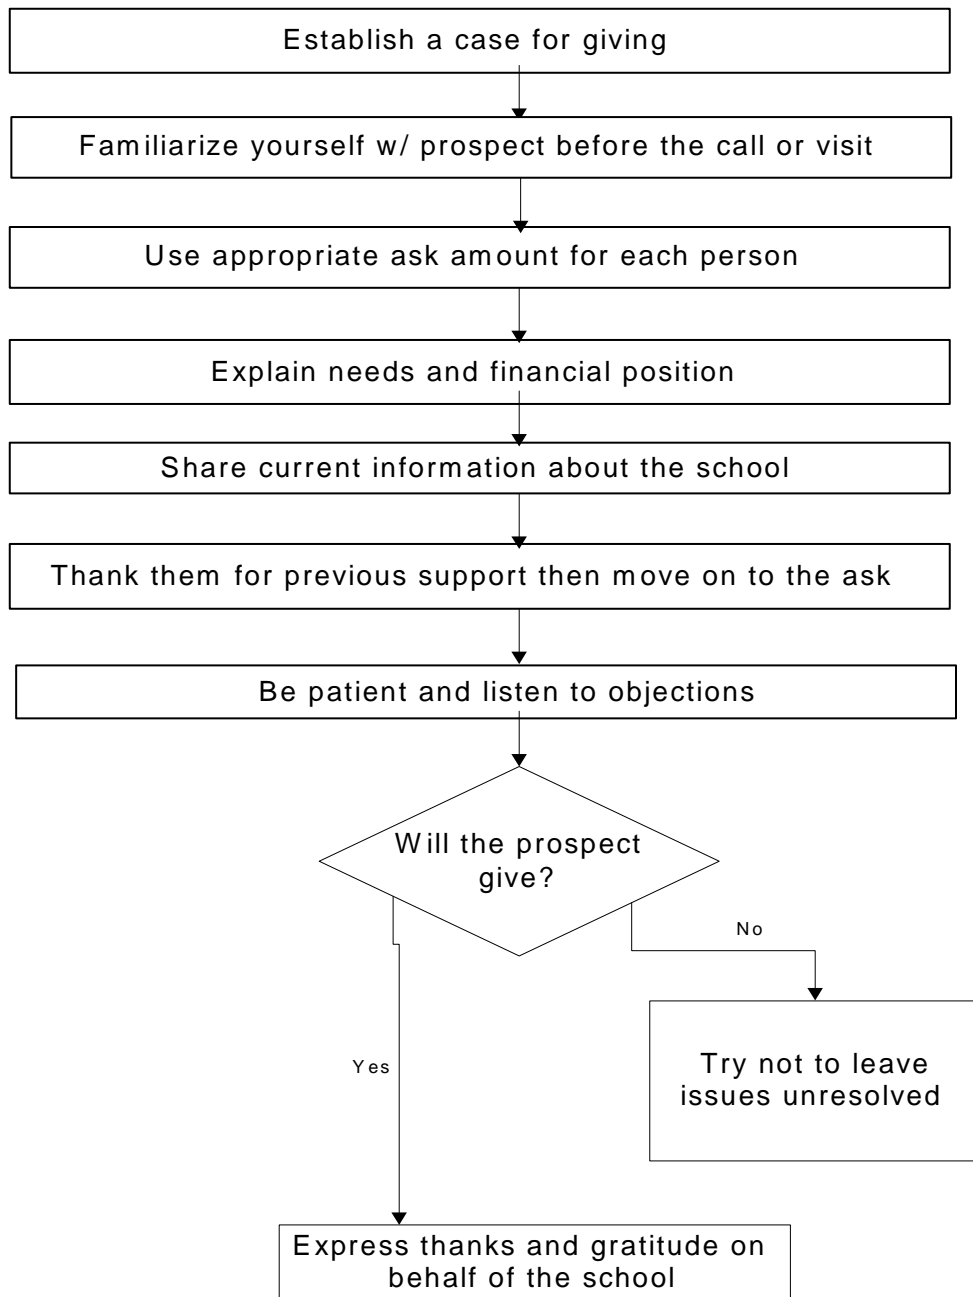 Establish a case for giving
Familiarize yourself w/ prospect before the call or visit
Use appropriate ask amount for each person
Explain needs and financial position
Share current information about the school
Thank them for previous support then move on to the ask
Be patient and listen to objections
Will the prospect
give?
No
Yes
Try not to leave
issues unresolved
Express thanks and gratitude on
behalf of the school